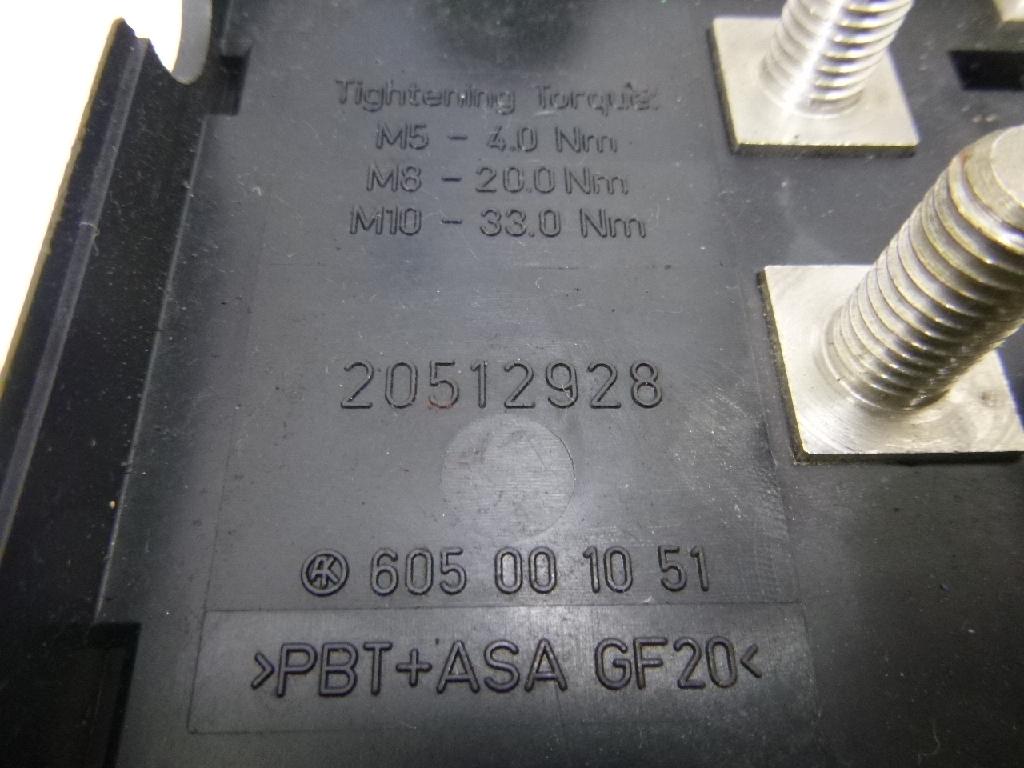 Tightening Torque:
M5 - 4.0 Nm
M8 - 20.0 Nm
M10 - 33.0 Nm
20512928
AK 605 00 10 51
>PBT+ASA GF20<